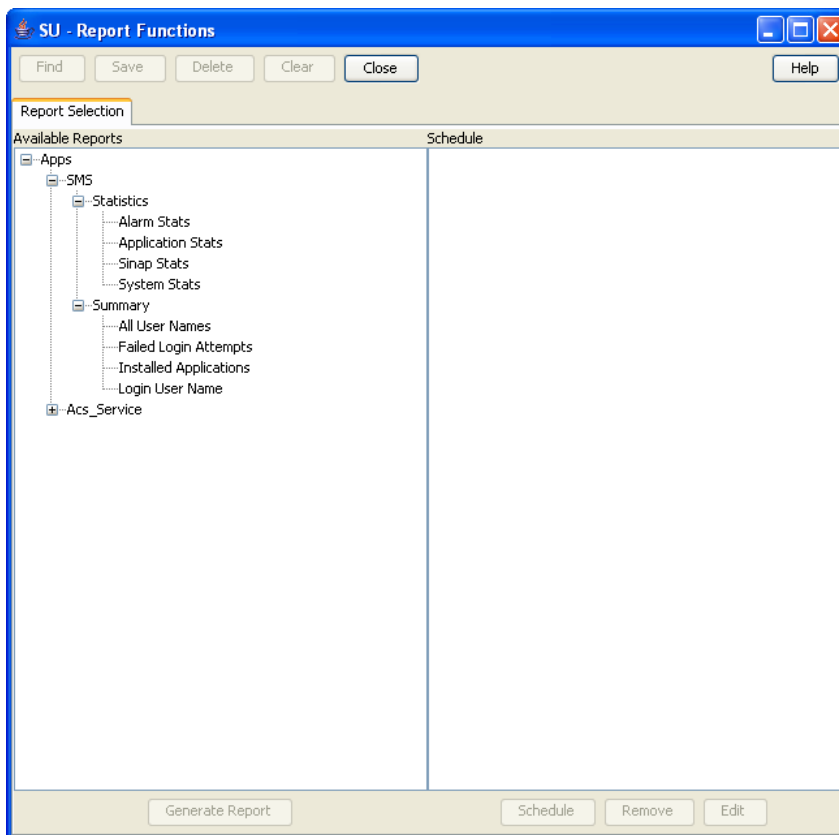 SU - Report Functions
Find Save Delete Clear Close Help
Report Selection
Available Reports Schedule
Apps
SMS
Statistics
Alarm Stats
Application Stats
Sinap Stats
System Stats
Summary
All User Names
Failed Login Attempts
Installed Applications
Login User Name
Acs_Service
Generate Report Schedule Remove Edit